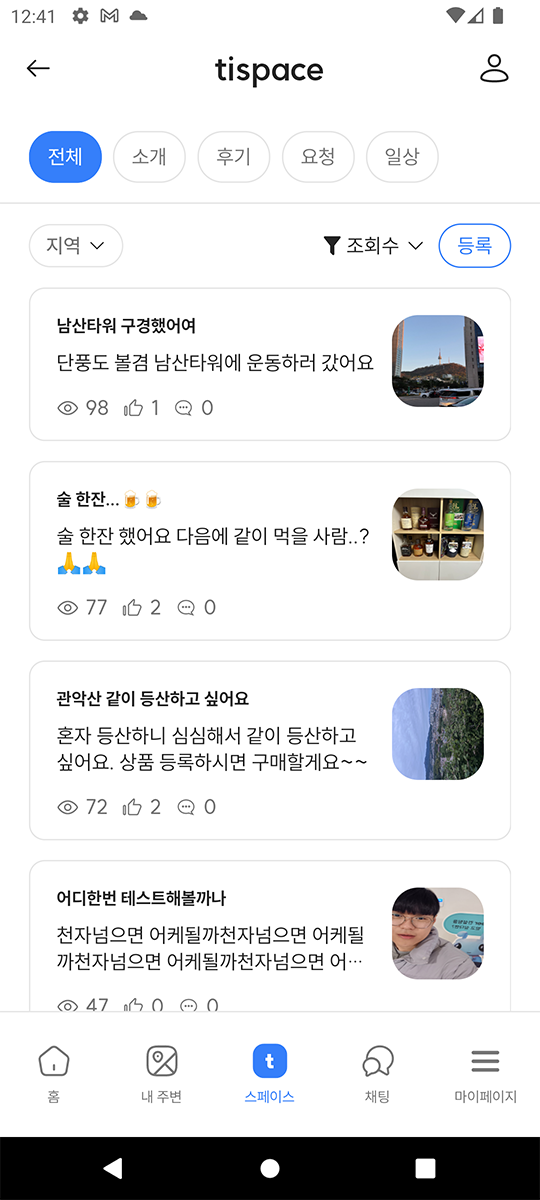 12:41
tispace
전체 소개 후기 요청 일상
지역 조회수 등록
남산타워 구경했어여
단풍도 볼겸 남산타워에 운동하러 갔어요
98 1 0
술 한잔...🍺🍺
술 한잔 했어요 다음에 같이 먹을 사람..?
🙏🙏
77 2 0
관악산 같이 등산하고 싶어요
혼자 등산하니 심심해서 같이 등산하고
싶어요. 상품 등록하시면 구매할게요~~
72 2 0
어디한번 테스트해볼까나
천자넘으면 어케될까천자넘으면 어케될
까천자넘으면 어케될까천자넘으면 어...
47 0 0
t
홈 내 주변 스페이스 채팅 마이페이지